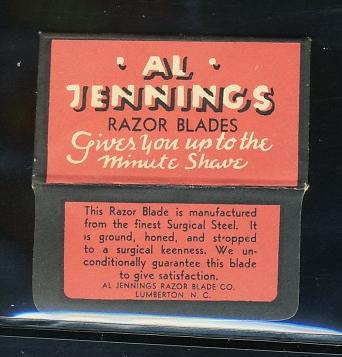 • AL •
JENNINGS
RAZOR BLADES
Gives You up to the
minute Shave
This Razor Blade is manufactured
from the finest Surgical Steel. It
is ground, honed, and stropped
to a surgical keenness. We un-
conditionally guarantee this blade
to give satisfaction.
AL JENNINGS RAZOR BLADE CO.
LUMBERTON, N. C.